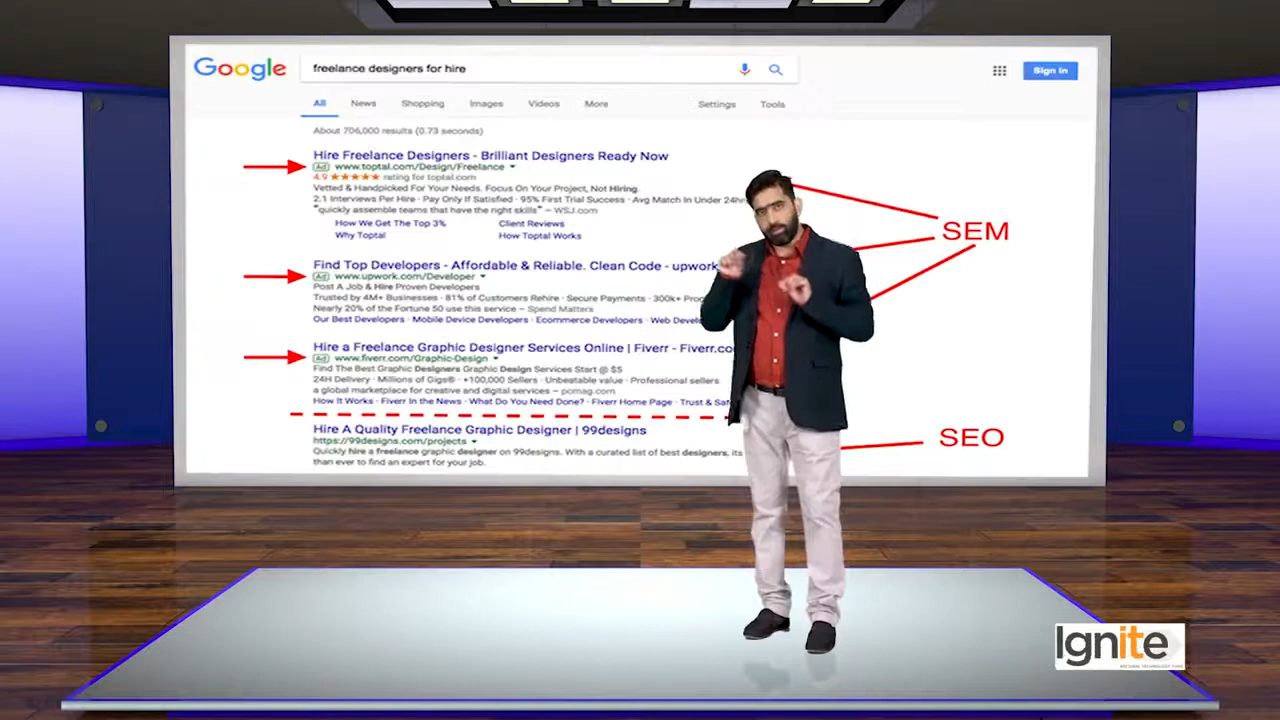 Google
freelance designers for hire
Sign in
All News Shopping Images Videos More Settings Tools
About 706,000 results (0.73 seconds)
Hire Freelance Designers - Brilliant Designers Ready Now
Ad www.toptal.com/Design/Freelance
4.9 ★★★★★ rating for toptal.com
Vetted & Handpicked For Your Needs. Focus On Your Project, Not Hiring.
2.1 Interviews Per Hire · Pay Only If Satisfied · 95% First Trial Success · Avg Match In Under 24h
"quickly assemble teams that have the right skills" – WSJ.com
How We Get The Top 3% Client Reviews
Why Toptal How Toptal Works
SEM
Find Top Developers - Affordable & Reliable. Clean Code - upwork
Ad www.upwork.com/Developer
Post A Job & Hire Proven Developers
Trusted by 4M+ Businesses · 81% of Customers Rehire · Secure Payments · 300k+
Nearly 20% of the Fortune 50 use this service – Spend Matters
Our Best Developers · Mobile Device Developers · Ecommerce Developers · Web
Hire a Freelance Graphic Designer Services Online | Fiverr - Fiverr.co
Ad www.fiverr.com/Graphic-Design
Find The Best Graphic Designers Graphic Design Services Start @ $5
24H Delivery · Millions of Gigs® · +100,000 Sellers · Unbeatable value · Professional sellers
a global marketplace for creative and digital services – pcmag.com
How It Works · Fiverr In the News · What Do You Need Done? · Fiverr Home Page · Trust &
Hire A Quality Freelance Graphic Designer | 99designs
https://99designs.com/projects
Quickly hire a freelance graphic designer on 99designs. With a curated list of best designers, its
than ever to find an expert for your job.
SEO
Ignite